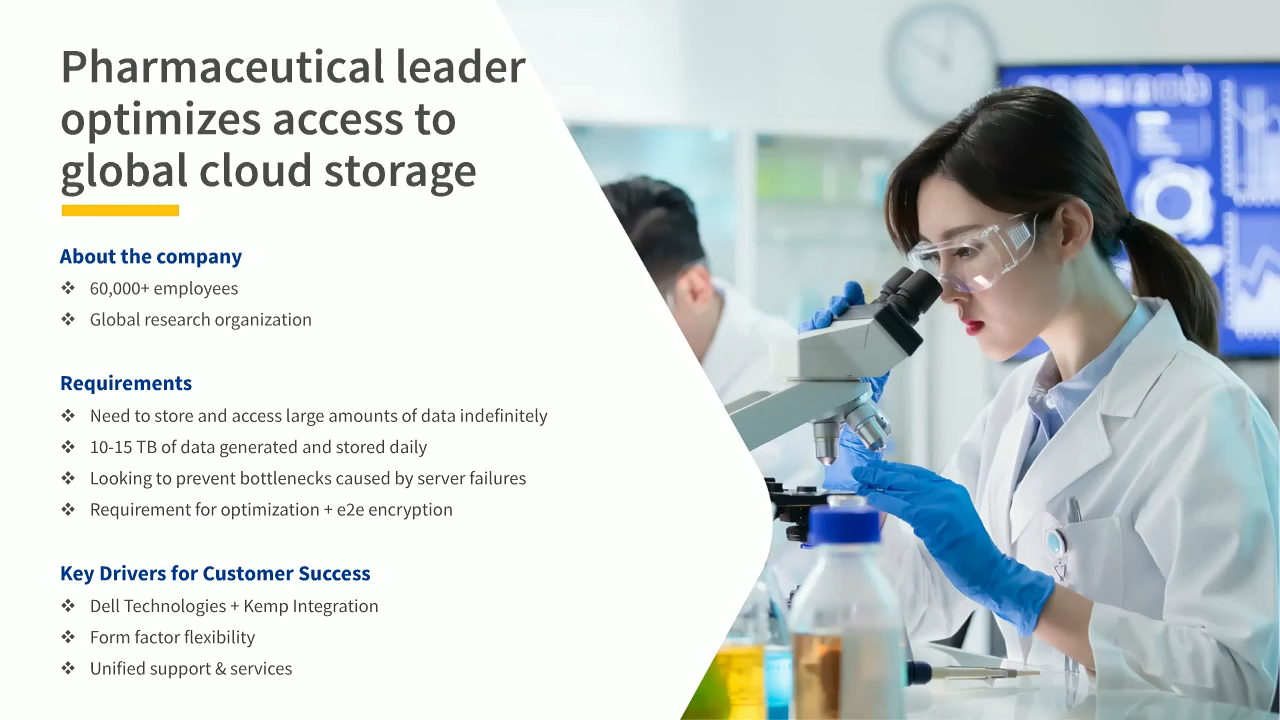 Pharmaceutical leader
optimizes access to
global cloud storage
About the company
❖ 60,000+ employees
❖ Global research organization
Requirements
❖ Need to store and access large amounts of data indefinitely
❖ 10-15 TB of data generated and stored daily
❖ Looking to prevent bottlenecks caused by server failures
❖ Requirement for optimization + e2e encryption
Key Drivers for Customer Success
❖ Dell Technologies + Kemp Integration
❖ Form factor flexibility
❖ Unified support & services